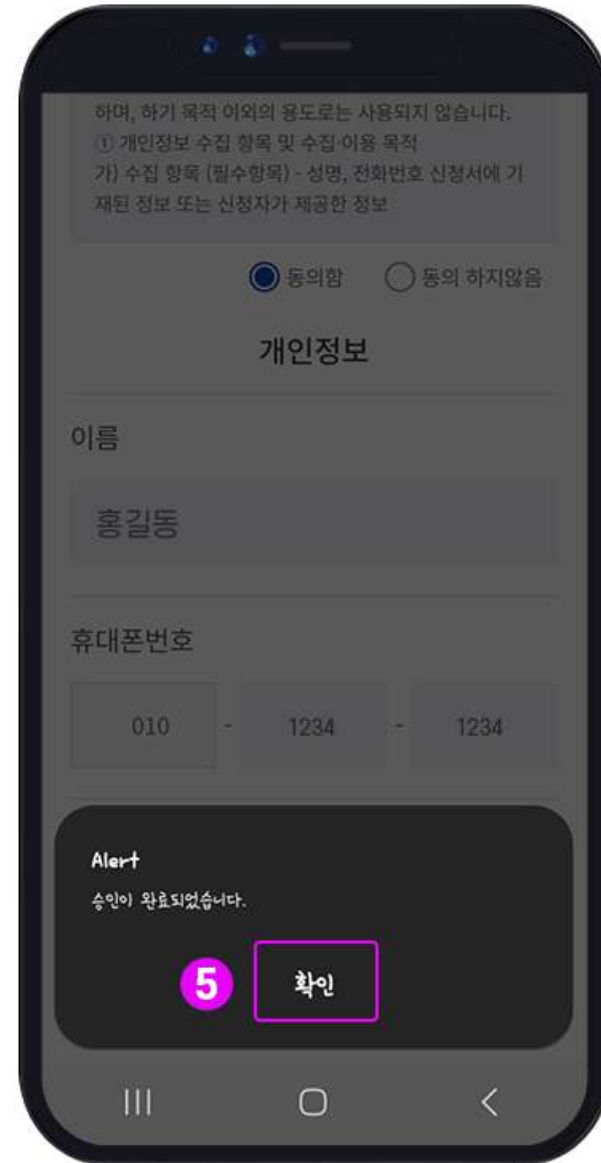 하며, 하기 목적 이외의 용도로는 사용되지 않습니다.
① 개인정보 수집 항목 및 수집·이용 목적
가) 수집 항목 (필수항목) - 성명, 전화번호 신청서에 기
재된 정보 또는 신청자가 제공한 정보
동의함 동의 하지않음
개인정보
이름
홍길동
휴대폰번호
010 - 1234 - 1234
Alert
승인이 완료되었습니다.
5 확인